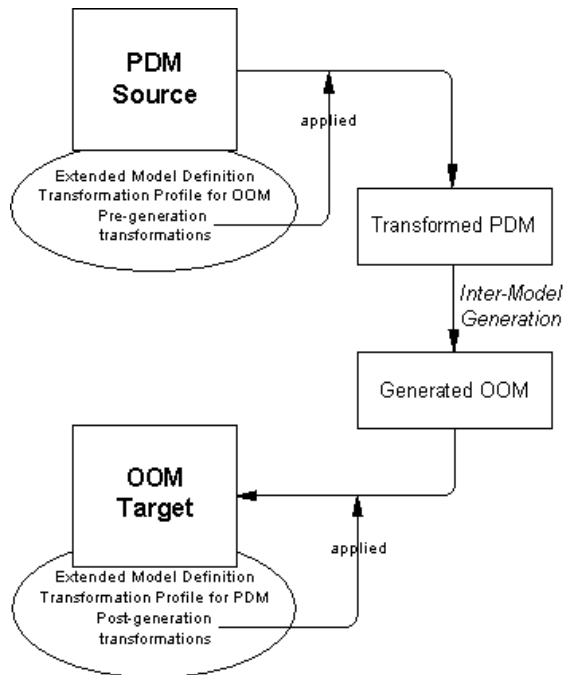 PDM
Source
applied
Extended Model Definition
Transformation Profile for OOM
Pre-generation
transformations
Transformed PDM
Inter-Model
Generation
Generated OOM
OOM
Target
applied
Extended Model Definition
Transformation Profile for PDM
Post-generation
transformations